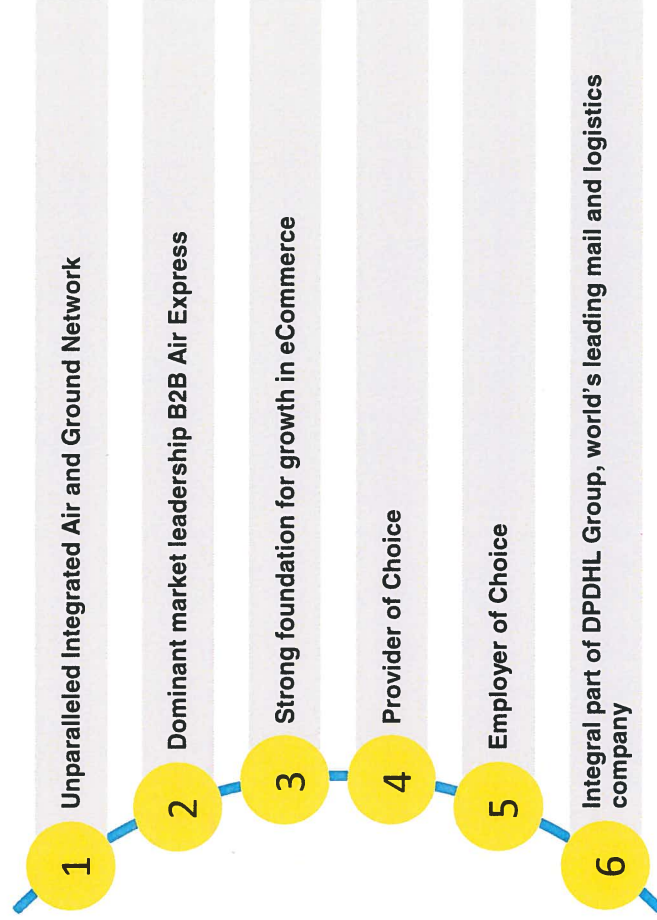 1 Unparalleled Integrated Air and Ground Network
2 Dominant market leadership B2B Air Express
3 Strong foundation for growth in eCommerce
4 Provider of Choice
5 Employer of Choice
6 Integral part of DPDHL Group, world's leading mail and logistics
company